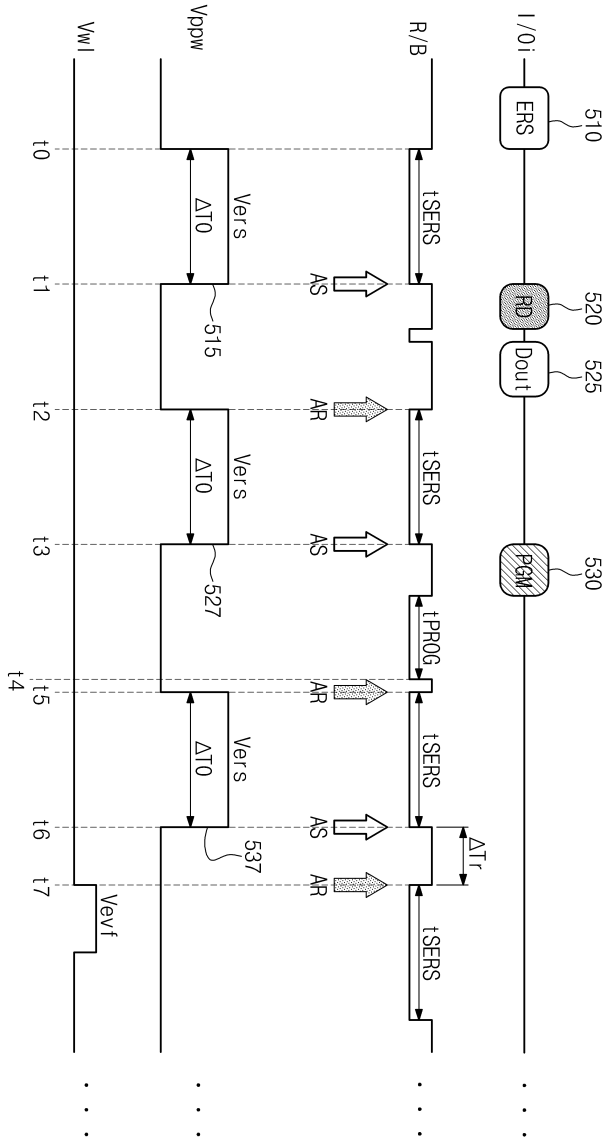 510
520
525
530
I/Oi
ERS
RD
Dout
PGM
R/B
tSERS
tSERS
tPROG
tSERS
ΔTr
tSERS
AS
AR
AS
AR
AS
AR
Vppw
Vers
ΔT0
515
Vers
ΔT0
527
Vers
ΔT0
537
Vwl
Vevf
t0
t1
t2
t3
t4
t5
t6
t7